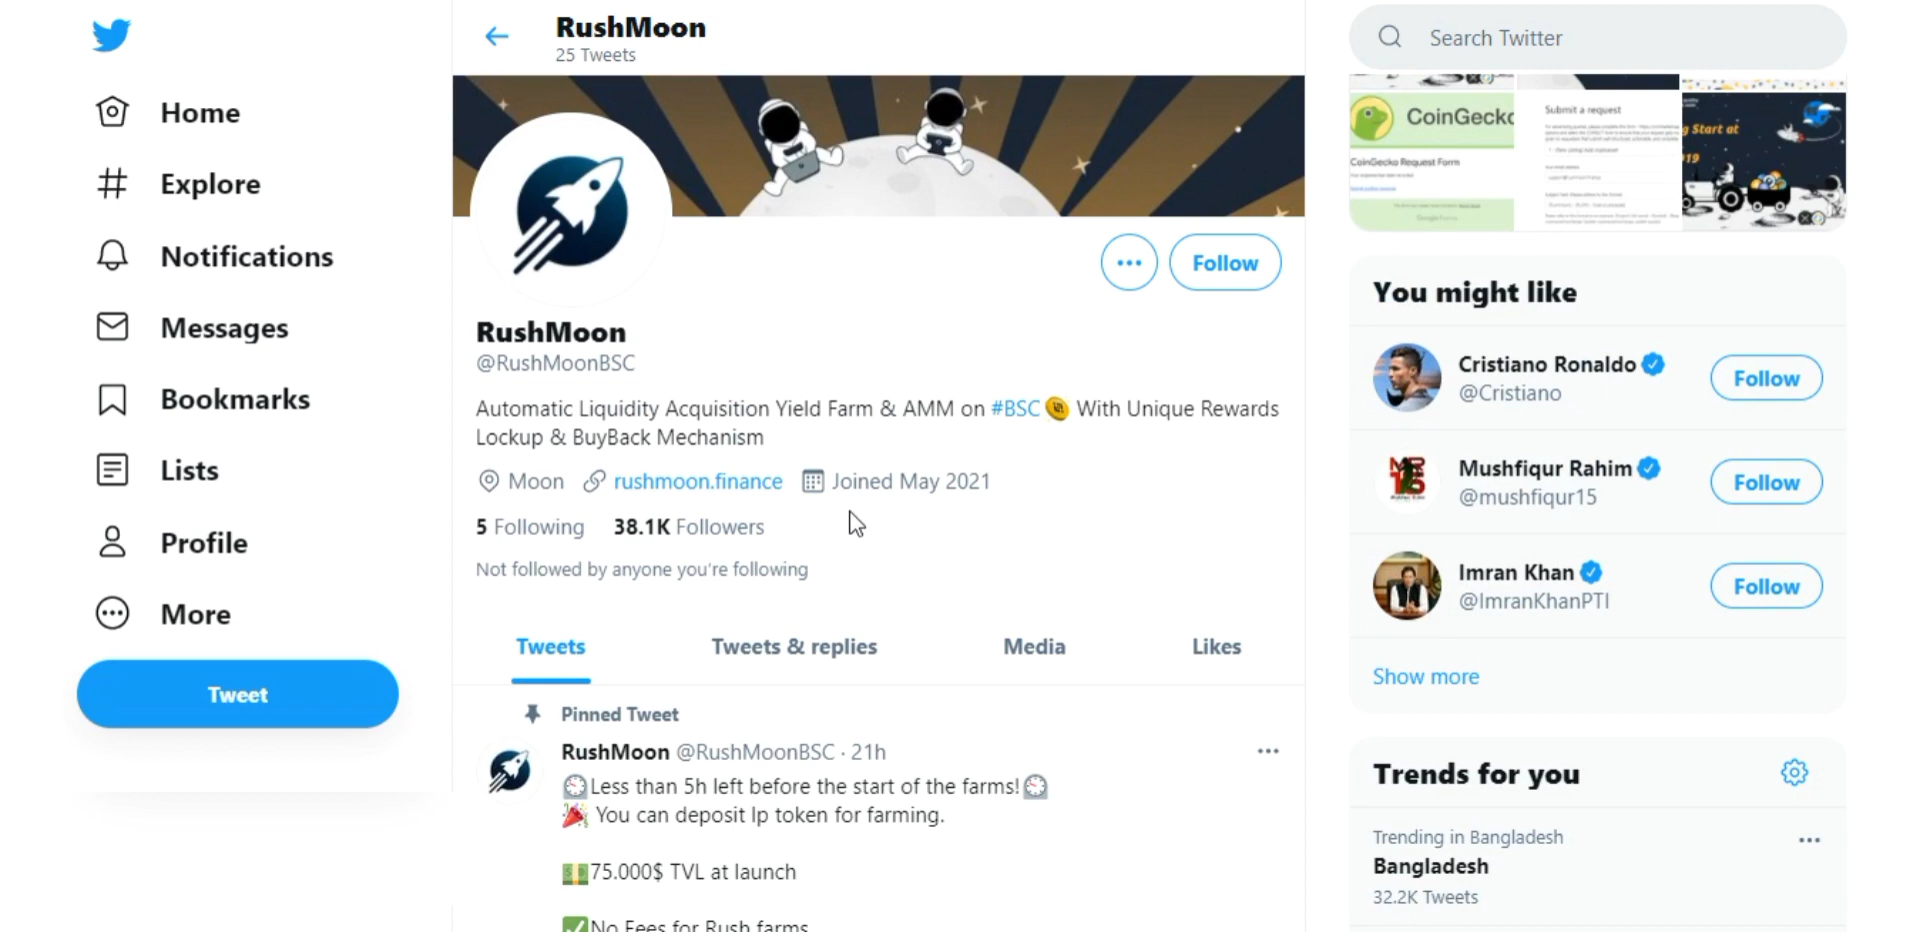 Home
Explore
Notifications
Messages
Bookmarks
Lists
Profile
More
Tweet
RushMoon
25 Tweets
Follow
RushMoon
@RushMoonBSC
Automatic Liquidity Acquisition Yield Farm & AMM on #BSC With Unique Rewards
Lockup & BuyBack Mechanism
Moon rushmoon.finance Joined May 2021
5 Following 38.1K Followers
Not followed by anyone you're following
Tweets Tweets & replies Media Likes
Pinned Tweet
RushMoon @RushMoonBSC · 21h
Less than 5h left before the start of the farms!
You can deposit lp token for farming.
75.000$ TVL at launch
No Fees for Rush farms
Search Twitter
CoinGecko
CoinGecko Request Form
Submit a request
g Start at
You might like
Cristiano Ronaldo
@Cristiano
Follow
Mushfiqur Rahim
@mushfiqur15
Follow
Imran Khan
@ImranKhanPTI
Follow
Show more
Trends for you
Trending in Bangladesh
Bangladesh
32.2K Tweets